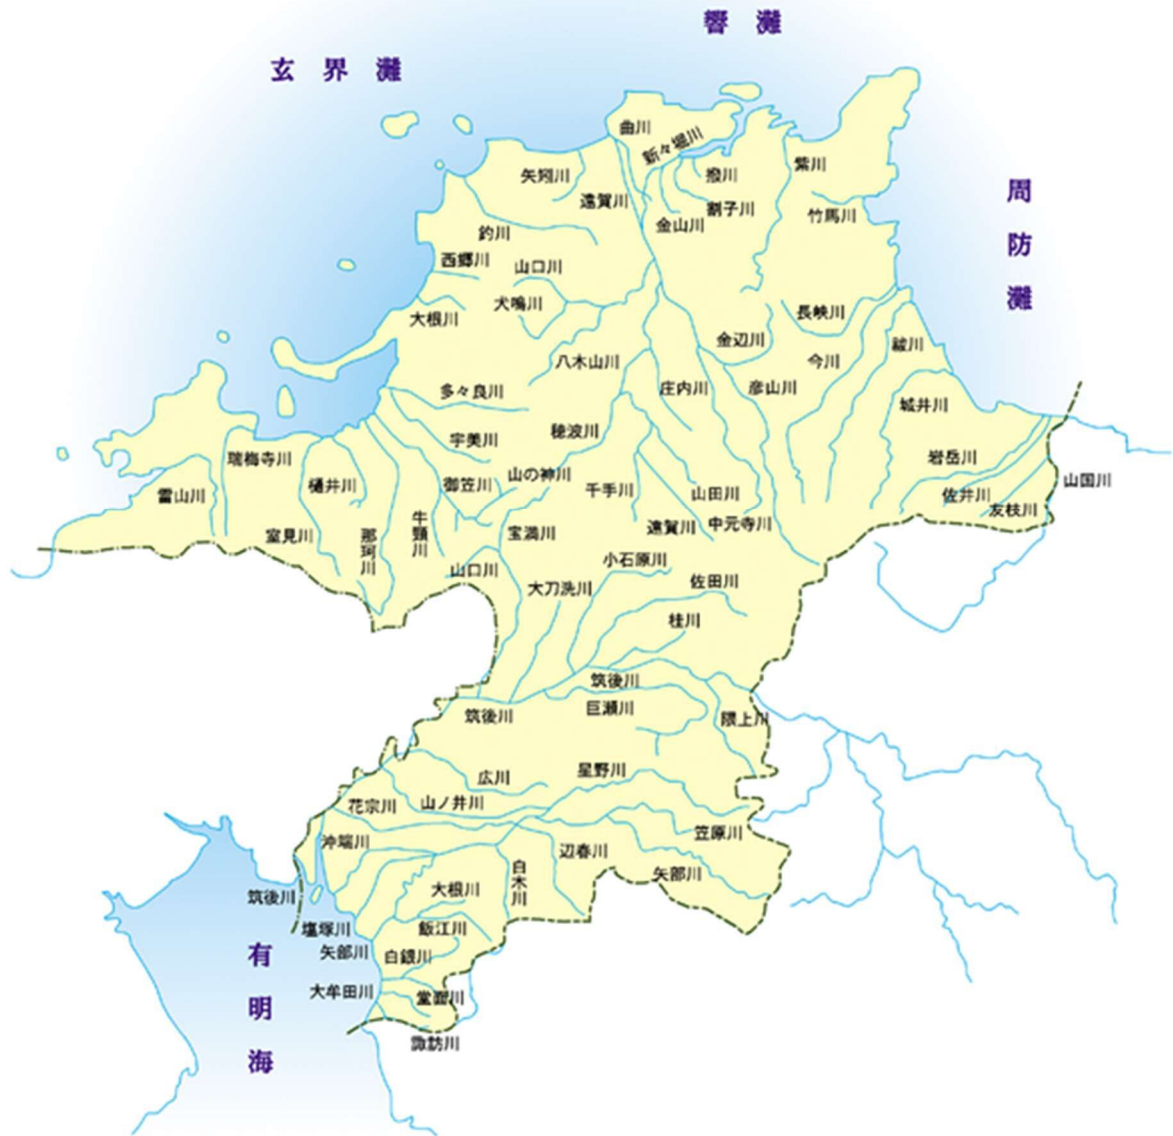 響灘
玄界灘
周防灘
曲川
新々堀川
撥川
紫川
矢矧川
遠賀川
割子川
金山川
竹馬川
釣川
西郷川
山口川
犬鳴川
大根川
長峡川
金辺川
今川
祓川
八木山川
庄内川
彦山川
多々良川
城井川
宇美川
穂波川
岩岳川
瑞梅寺川
樋井川
御笠川
山の神川
千手川
山田川
佐井川
山国川
雷山川
友枝川
室見川
那珂川
牛頸川
宝満川
遠賀川
中元寺川
山口川
小石原川
大刀洗川
佐田川
桂川
筑後川
巨瀬川
筑後川
隈上川
広川
星野川
花宗川
山ノ井川
笠原川
沖端川
辺春川
白木川
矢部川
大根川
筑後川
塩塚川
飯江川
矢部川
白銀川
大牟田川
堂面川
諏訪川
有明海